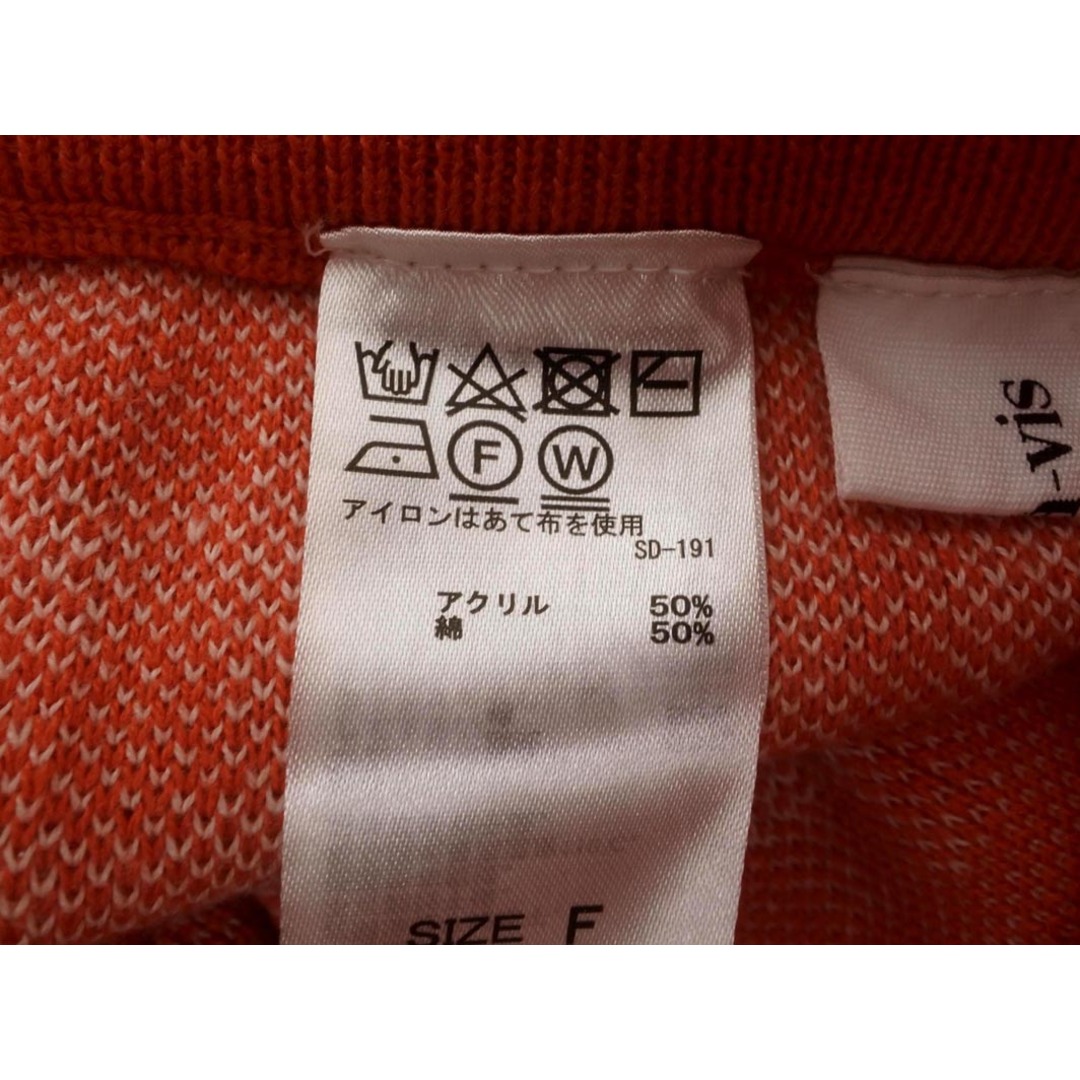 F W
アイロンはあて布を使用
SD-191
アクリル 50%
綿 50%
SIZE F
-vis